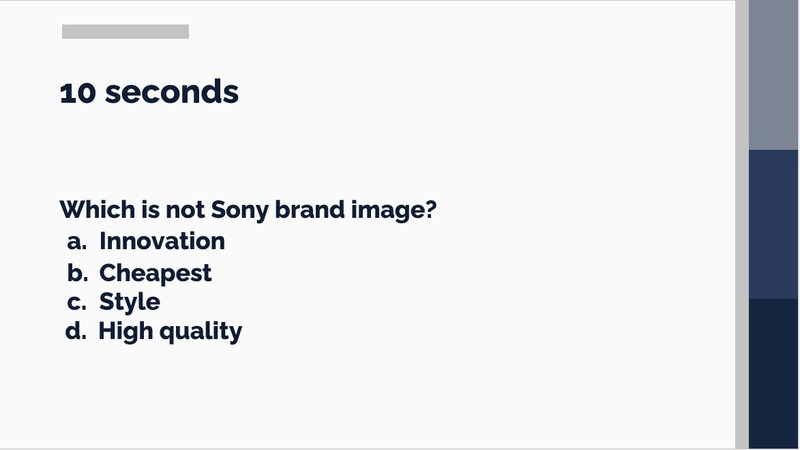 10 seconds
Which is not Sony brand image?
a. Innovation
b. Cheapest
c. Style
d. High quality